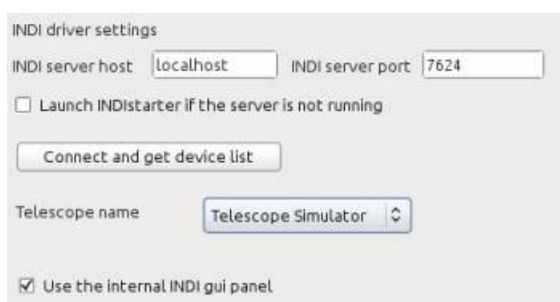 INDI driver settings
INDI server host localhost INDI server port 7624
Launch INDIstarter if the server is not running
Connect and get device list
Telescope name Telescope Simulator
Use the internal INDI gui panel